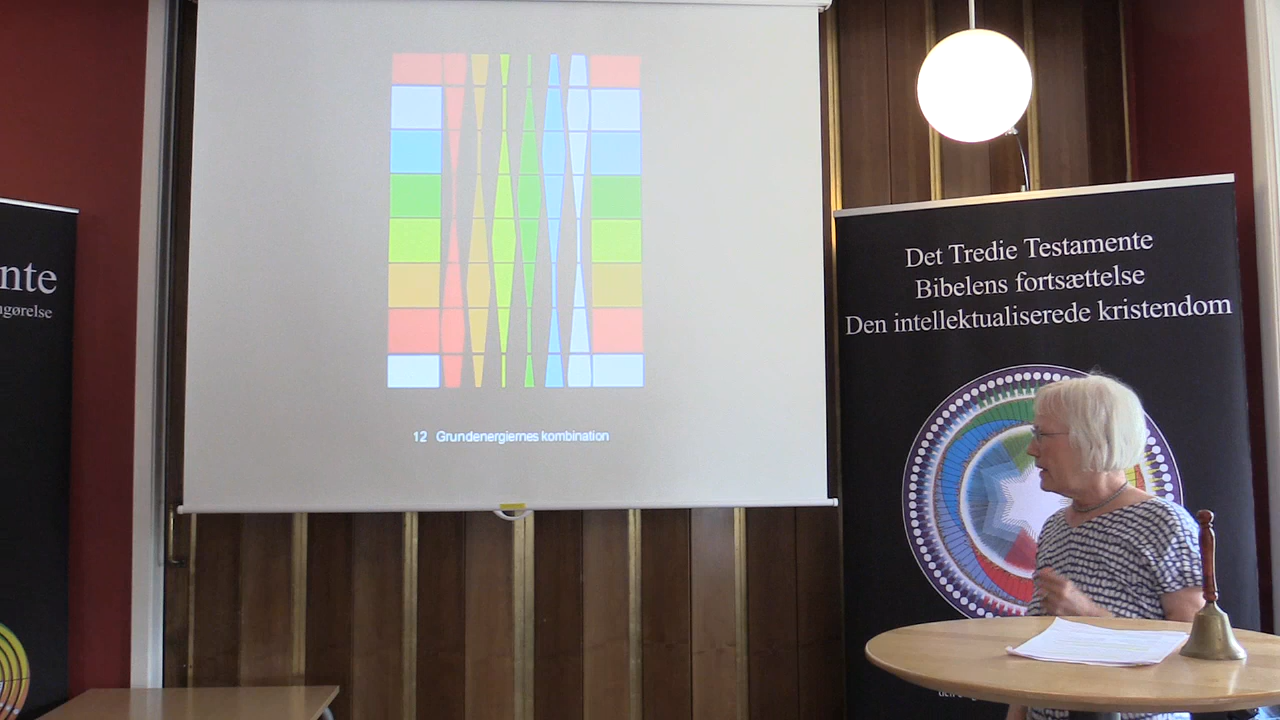 12 Grundenergiernes kombination
Det Tredie Testamente
Bibelens fortsættelse
Den intellektualiserede kristendom
nte
gørelse